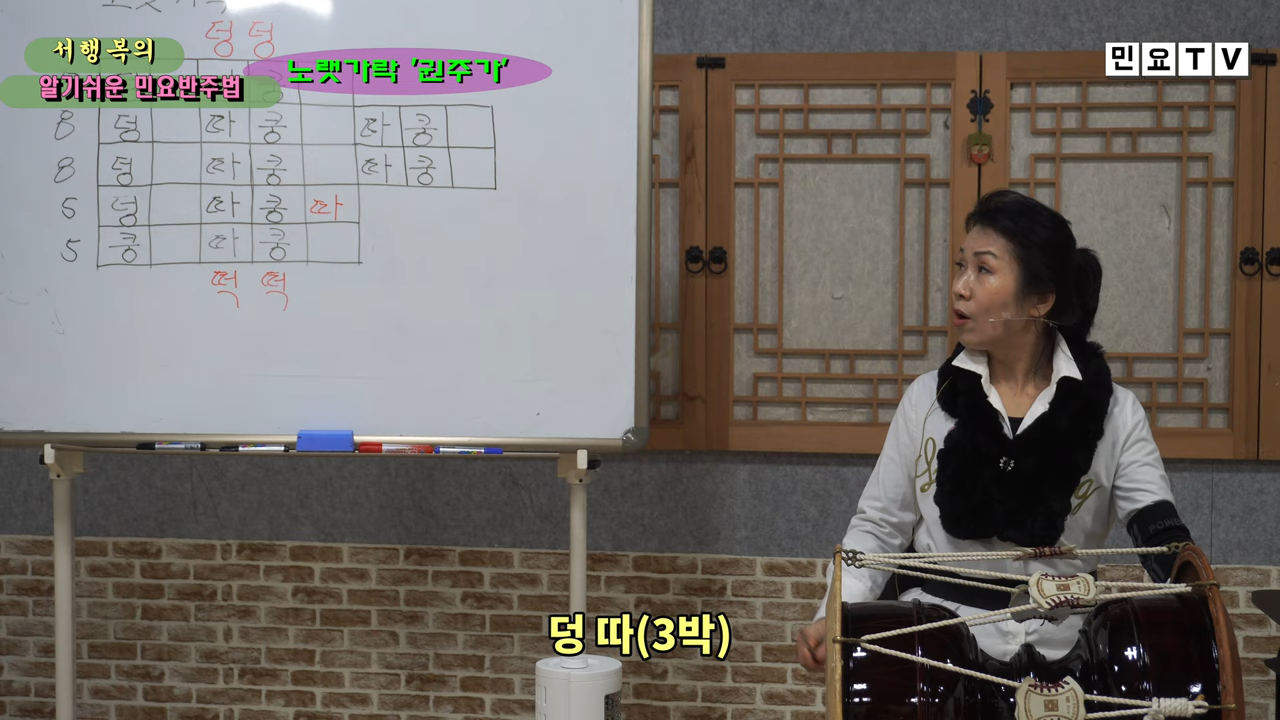 덩 덩
서행복의
노랫가락 '권주가'
알기쉬운 민요반주법
민요TV
8 덩 따 쿵 따 쿵
8 덩 따 쿵 따 쿵
5 덩 따 쿵 따
5 쿵 따 쿵
떡 떡
덩 따(3박)